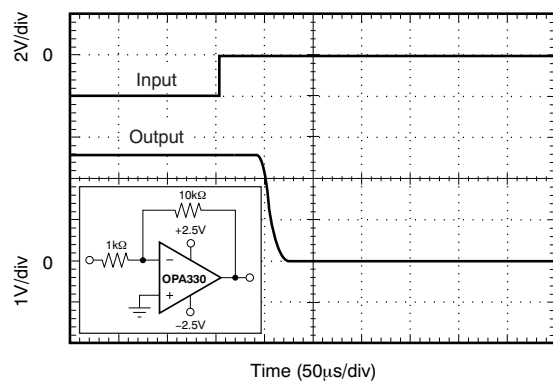 2V/div
0
Input
Output
10kΩ
+2.5V
1kΩ
−
OPA330
+
−2.5V
0
1V/div
Time (50μs/div)